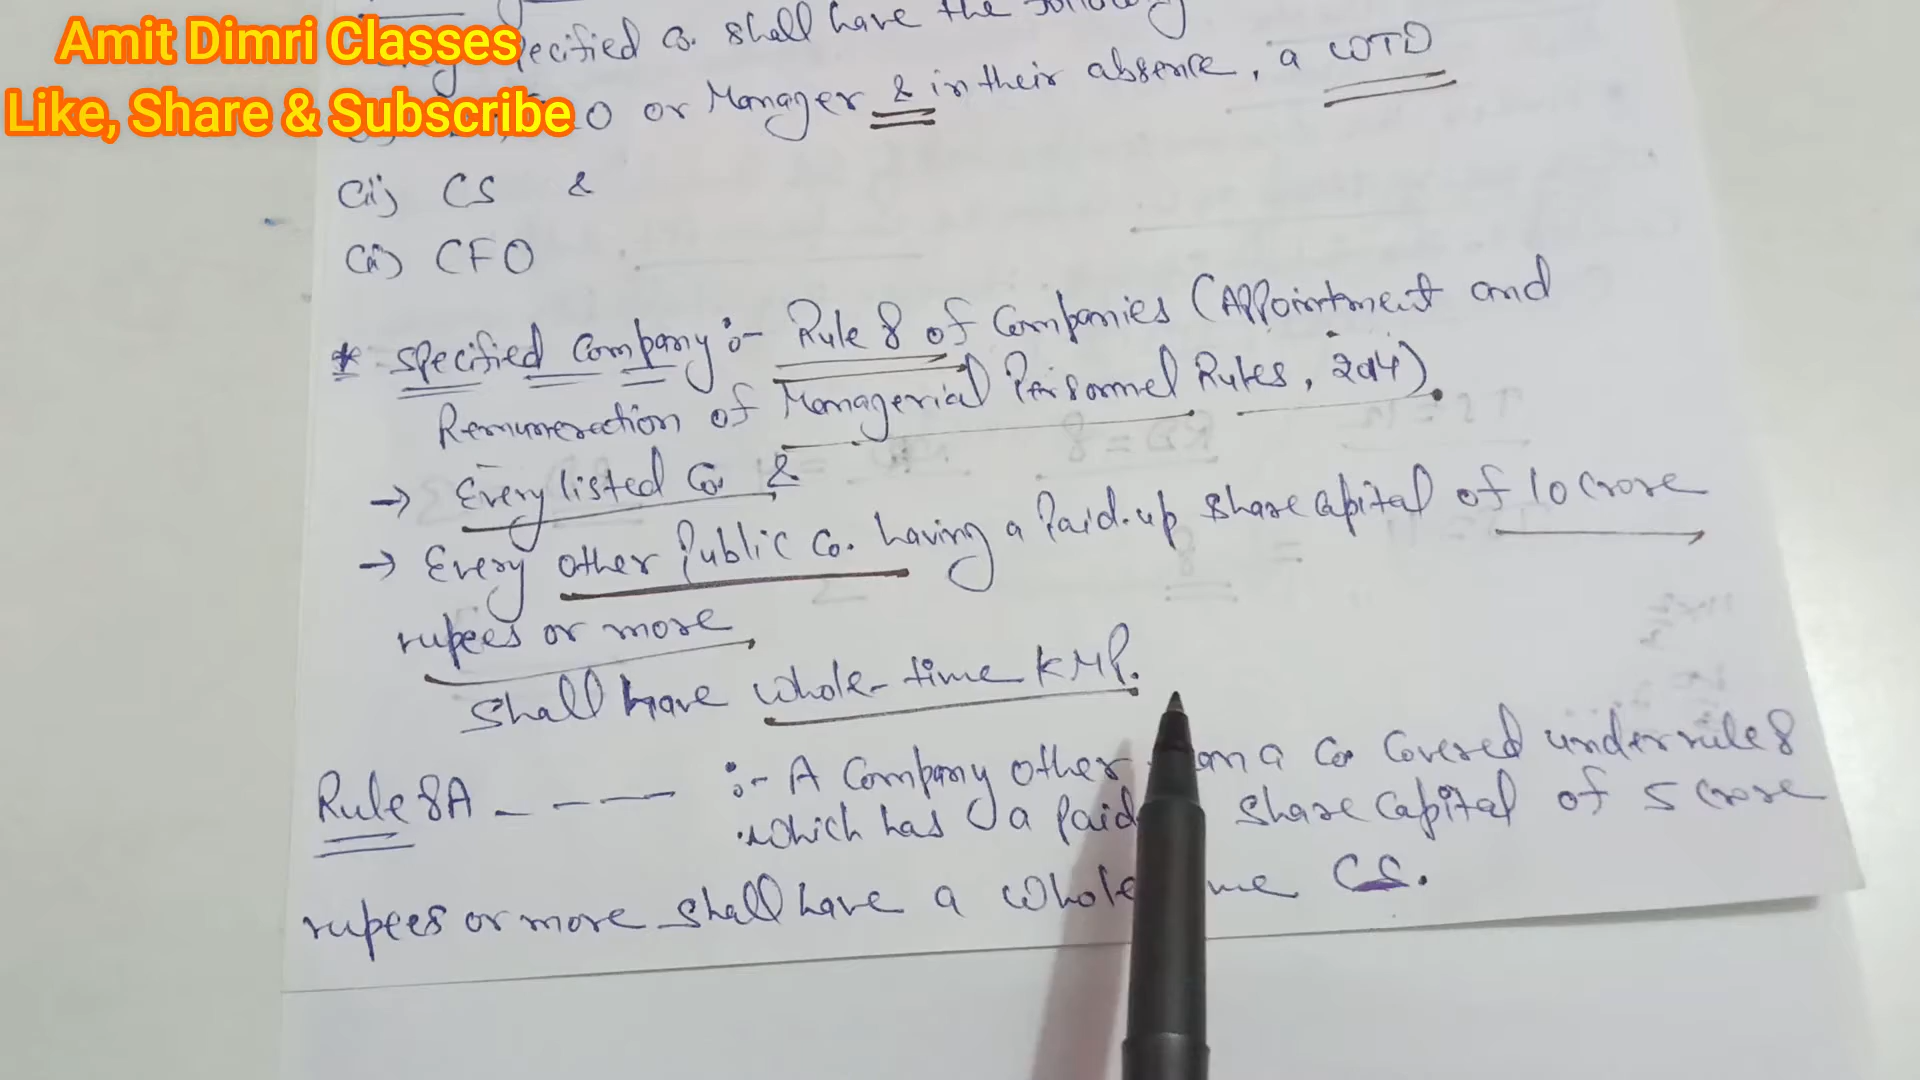 Amit Dimri Classes
Like, Share & Subscribe
ecified co. shall have the following
O or Manager & in their absence, a WTD
(ii) CS &
(iii) CFO
* Specified Company :- Rule 8 of Companies (Appointment and
Remuneration of Managerial Personnel Rules, 2014).
→ Every listed Co. &
→ Every other Public Co. having a Paid-up Share Capital of 10 crore
rupees or more
Shall have whole-time KMP.
Rule 8A - - - - :- A Company other an a Co Covered under rule 8
which has a Paid Share Capital of 5 crore
rupees or more shall have a whole me CS.